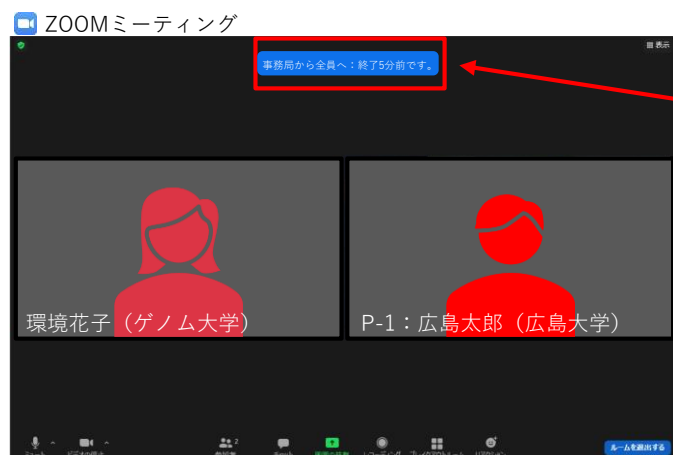 ZOOMミーティング
事務局から全員へ：終了5分前です。
表示
環境花子（ゲノム大学）
P-1：広島太郎（広島大学）
2
ルームを退出する